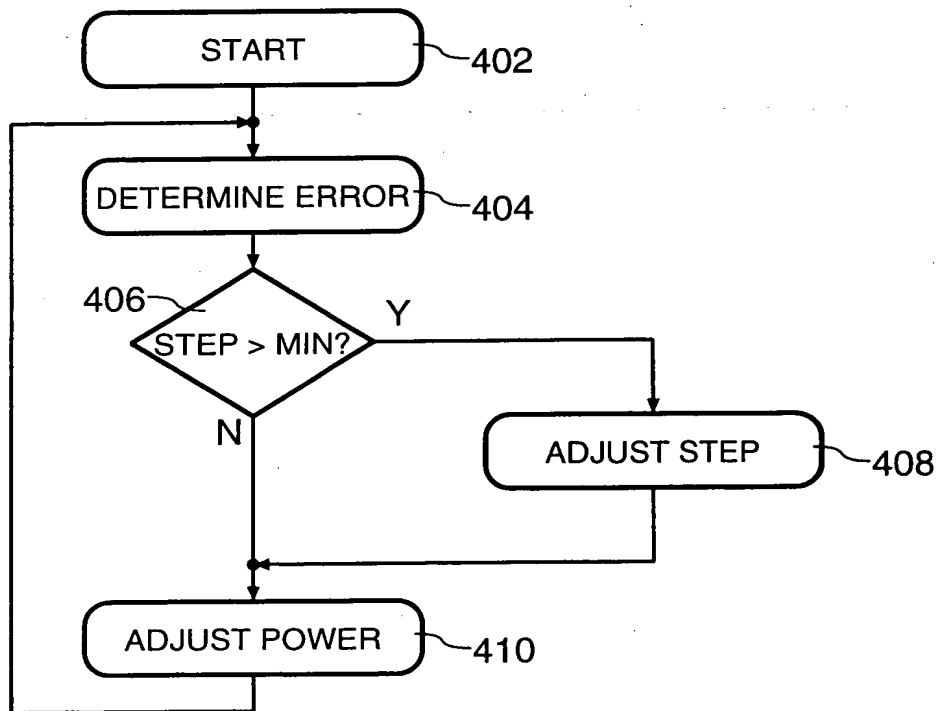 START
402
DETERMINE ERROR
404
406
Y
STEP > MIN?
N
ADJUST STEP
408
ADJUST POWER
410